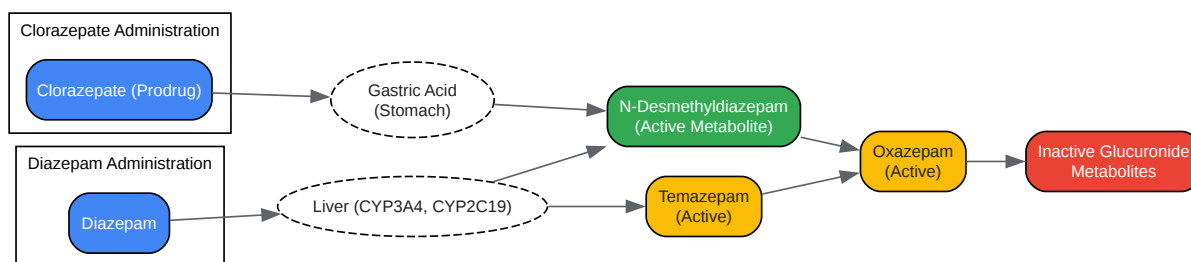 Clorazepate Administration
Clorazepate (Prodrug)
Gastric Acid
(Stomach)
N-Desmethyldiazepam
(Active Metabolite)
Oxazepam
(Active)
Inactive Glucuronide
Metabolites
Diazepam Administration
Diazepam
Liver (CYP3A4, CYP2C19)
Temazepam
(Active)